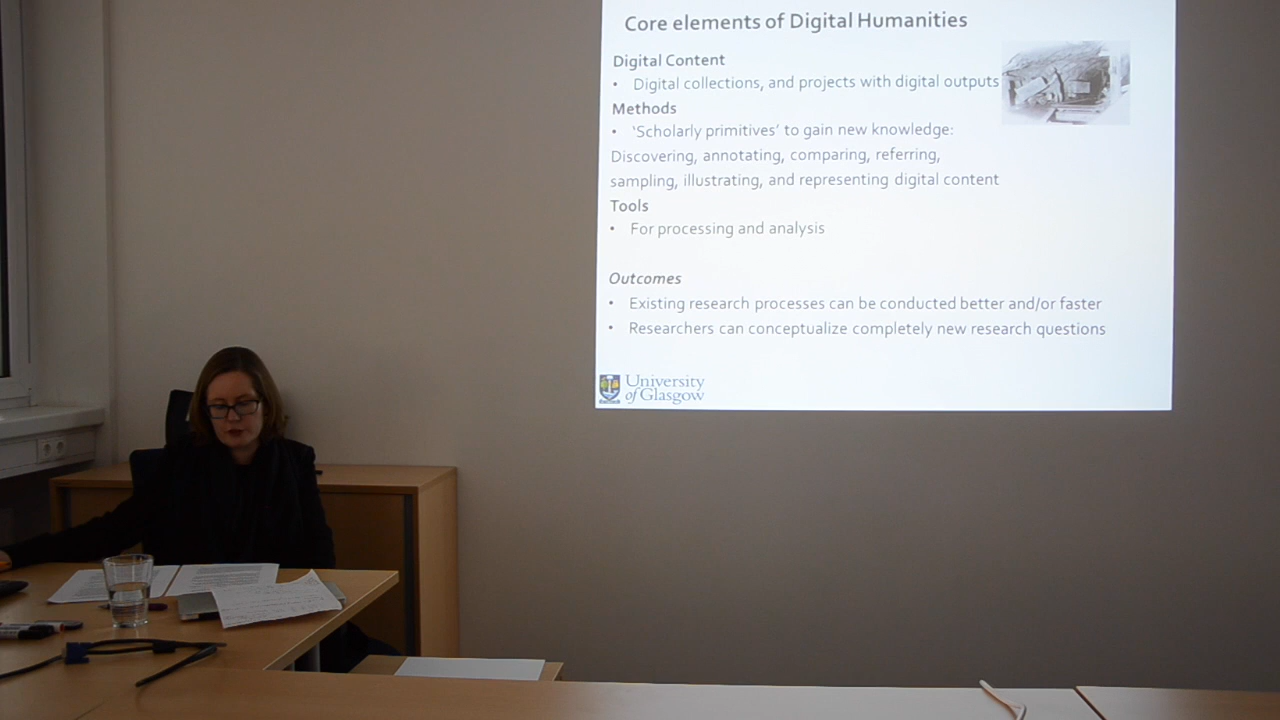 Core elements of Digital Humanities
Digital Content
• Digital collections, and projects with digital outputs
Methods
• 'Scholarly primitives' to gain new knowledge:
Discovering, annotating, comparing, referring,
sampling, illustrating, and representing digital content
Tools
• For processing and analysis
Outcomes
• Existing research processes can be conducted better and/or faster
• Researchers can conceptualize completely new research questions
University
of Glasgow